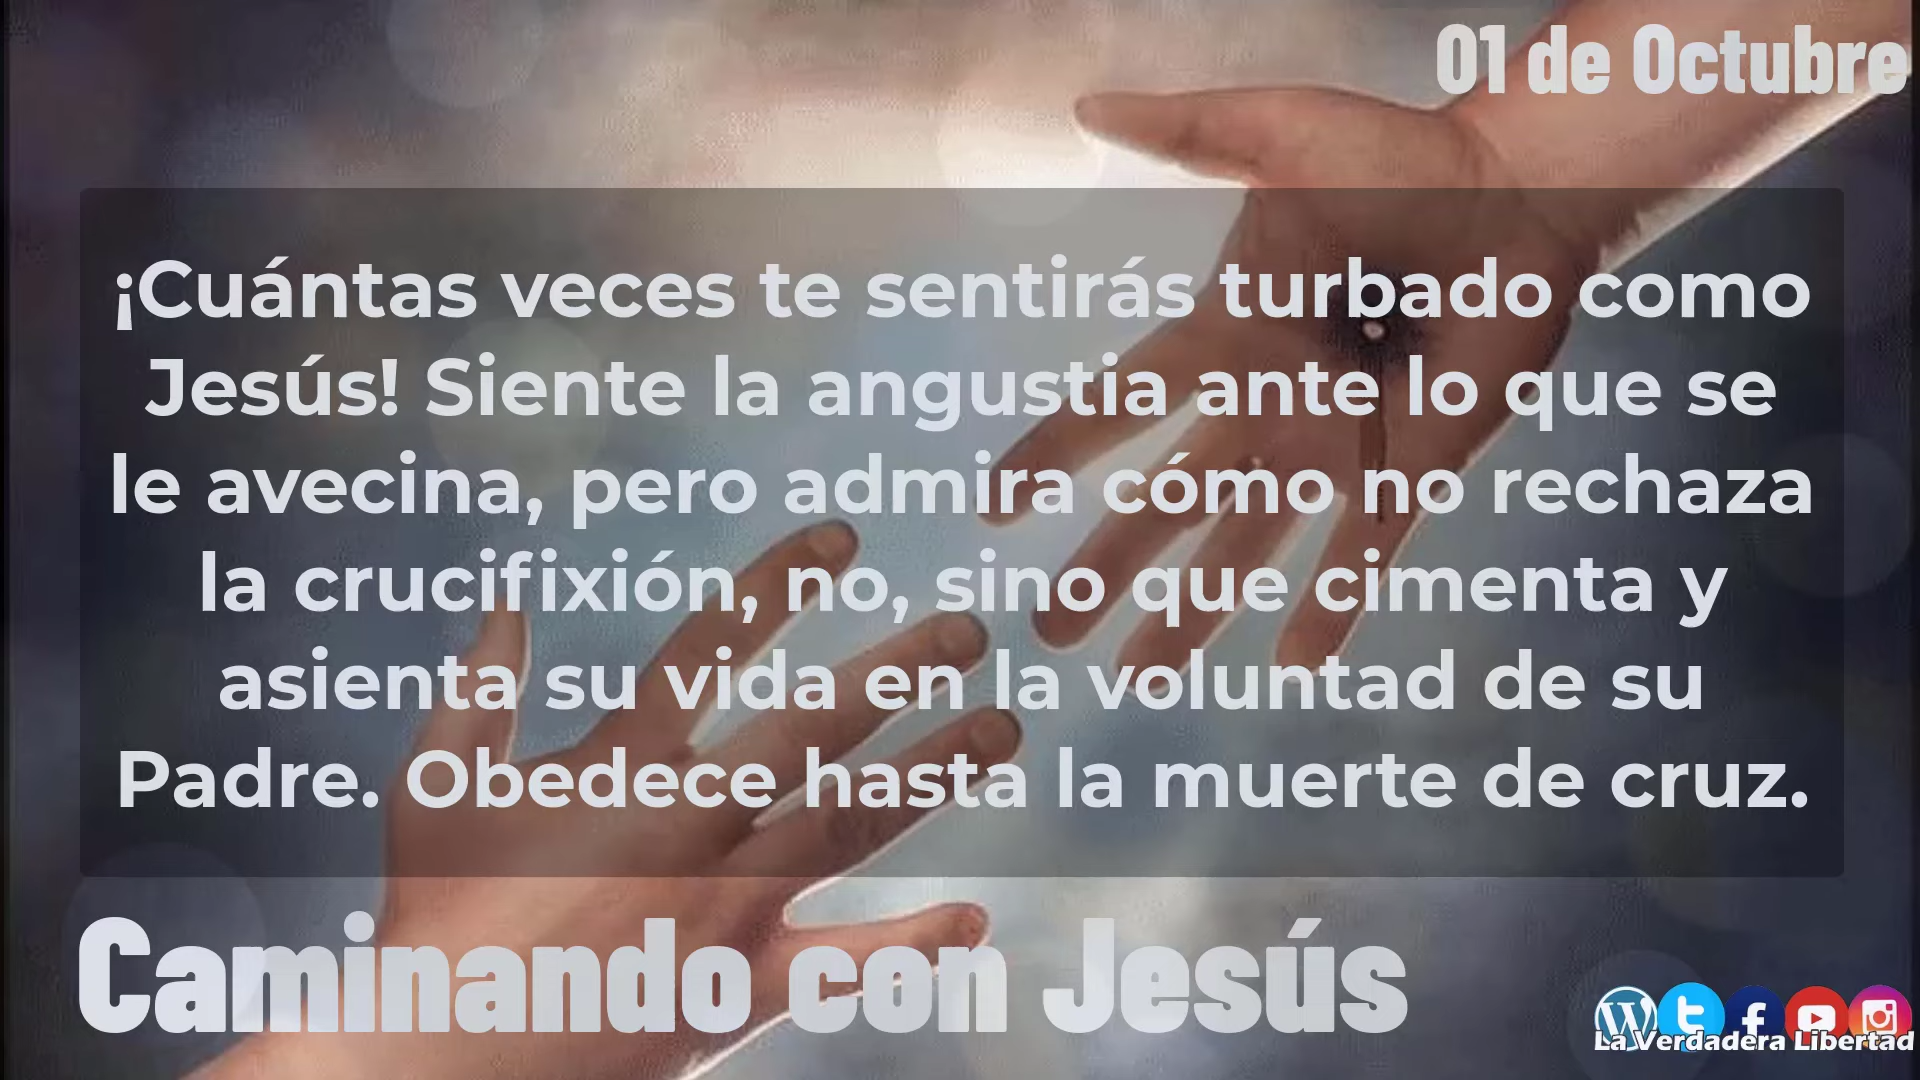 01 de Octubre
¡Cuántas veces te sentirás turbado como
Jesús! Siente la angustia ante lo que se
le avecina, pero admira cómo no rechaza
la crucifixión, no, sino que cimenta y
asienta su vida en la voluntad de su
Padre. Obedece hasta la muerte de cruz.
Caminando con Jesús
La Verdadera Libertad